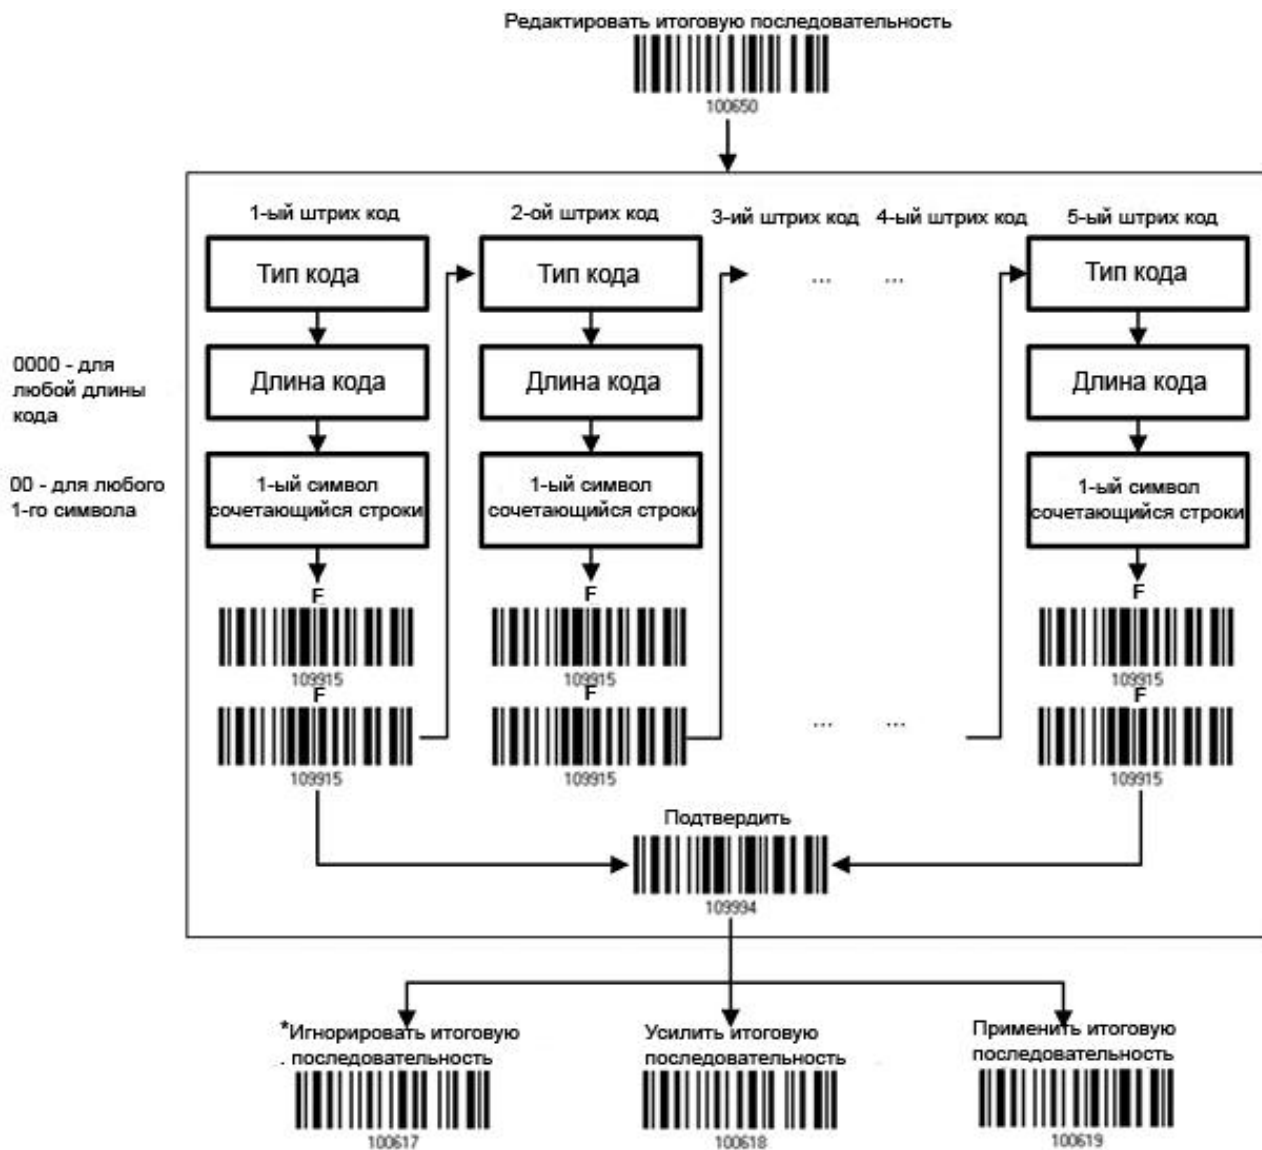 Редактировать итоговую последовательность
100650
1-ый штрих код
2-ой штрих код
3-ий штрих код
4-ый штрих код
5-ый штрих код
Тип кода
Тип кода
... ...
Тип кода
0000 - для
любой длины
кода
Длина кода
Длина кода
Длина кода
00 - для любого
1-го символа
1-ый символ
сочетающийся строки
1-ый символ
сочетающийся строки
1-ый символ
сочетающийся строки
F
F
F
109915
109915
109915
F
F
F
... ...
109915
109915
109915
Подтвердить
109994
*Игнорировать итоговую
. последовательность
100617
Усилить итоговую
последовательность
100618
Применить итоговую
последовательность
100619